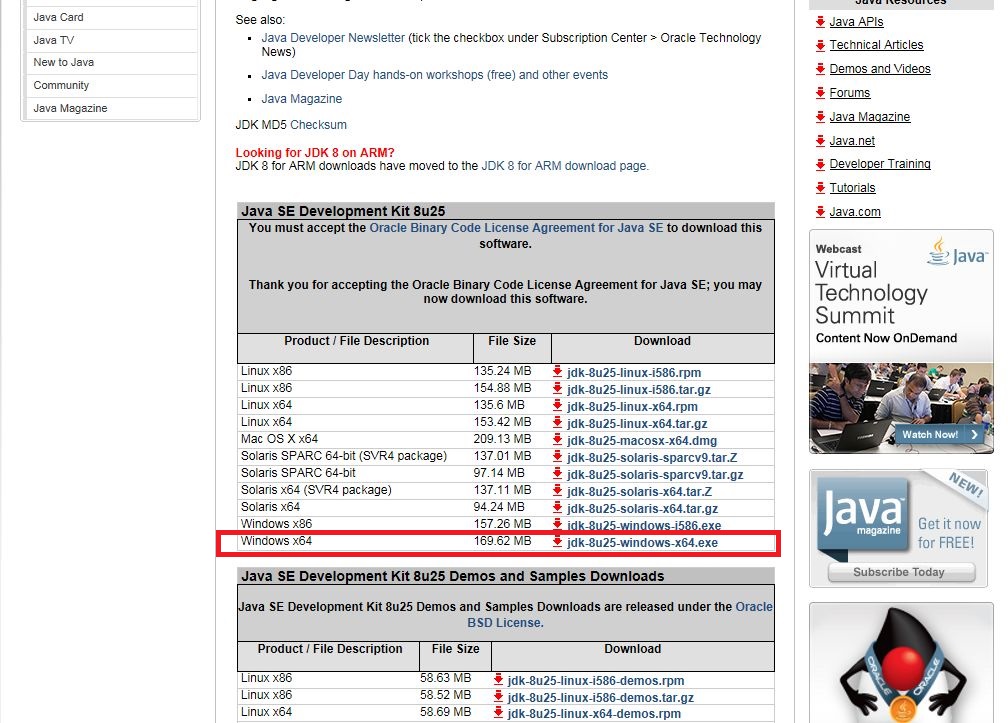 Java Card
Java TV
New to Java
Community
Java Magazine
See also:
Java Developer Newsletter (tick the checkbox under Subscription Center > Oracle Technology
News)
Java Developer Day hands-on workshops (free) and other events
Java Magazine
JDK MD5 Checksum
Looking for JDK 8 on ARM?
JDK 8 for ARM downloads have moved to the JDK 8 for ARM download page.
Java SE Development Kit 8u25
You must accept the Oracle Binary Code License Agreement for Java SE to download this
software.
Thank you for accepting the Oracle Binary Code License Agreement for Java SE; you may
now download this software.
Product / File Description File Size Download
Linux x86 135.24 MB jdk-8u25-linux-i586.rpm
Linux x86 154.88 MB jdk-8u25-linux-i586.tar.gz
Linux x64 135.6 MB jdk-8u25-linux-x64.rpm
Linux x64 153.42 MB jdk-8u25-linux-x64.tar.gz
Mac OS X x64 209.13 MB jdk-8u25-macosx-x64.dmg
Solaris SPARC 64-bit (SVR4 package) 137.01 MB jdk-8u25-solaris-sparcv9.tar.Z
Solaris SPARC 64-bit 97.14 MB jdk-8u25-solaris-sparcv9.tar.gz
Solaris x64 (SVR4 package) 137.11 MB jdk-8u25-solaris-x64.tar.Z
Solaris x64 94.24 MB jdk-8u25-solaris-x64.tar.gz
Windows x86 157.26 MB jdk-8u25-windows-i586.exe
Windows x64 169.62 MB jdk-8u25-windows-x64.exe
Java SE Development Kit 8u25 Demos and Samples Downloads
Java SE Development Kit 8u25 Demos and Samples Downloads are released under the Oracle
BSD License.
Product / File Description File Size Download
Linux x86 58.63 MB jdk-8u25-linux-i586-demos.rpm
Linux x86 58.52 MB jdk-8u25-linux-i586-demos.tar.gz
Linux x64 58.69 MB jdk-8u25-linux-x64-demos.rpm
Java Resources
Java APIs
Technical Articles
Demos and Videos
Forums
Java Magazine
Java.net
Developer Training
Tutorials
Java.com
Webcast
Java
Virtual
Technology
Summit
Content Now OnDemand
Watch Now!
NEW!
Java
magazine
Get it now
for FREE!
Subscribe Today
ORACLE
ORACLE